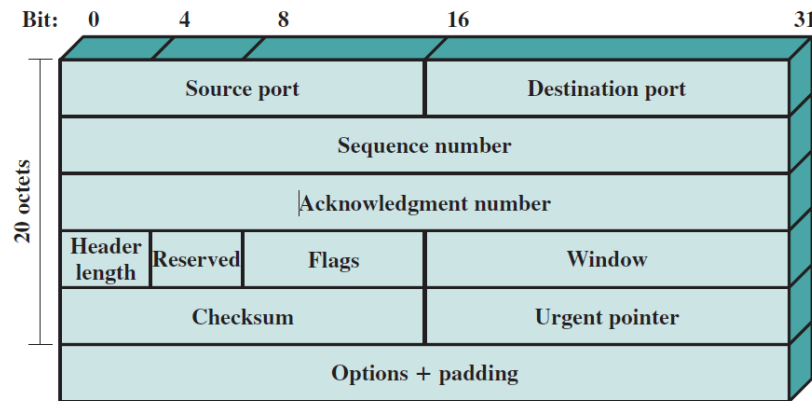 Bit: 0 4 8 16 31
Source port Destination port
Sequence number
Acknowledgment number
Header length Reserved Flags Window
Checksum Urgent pointer
Options + padding
20 octets